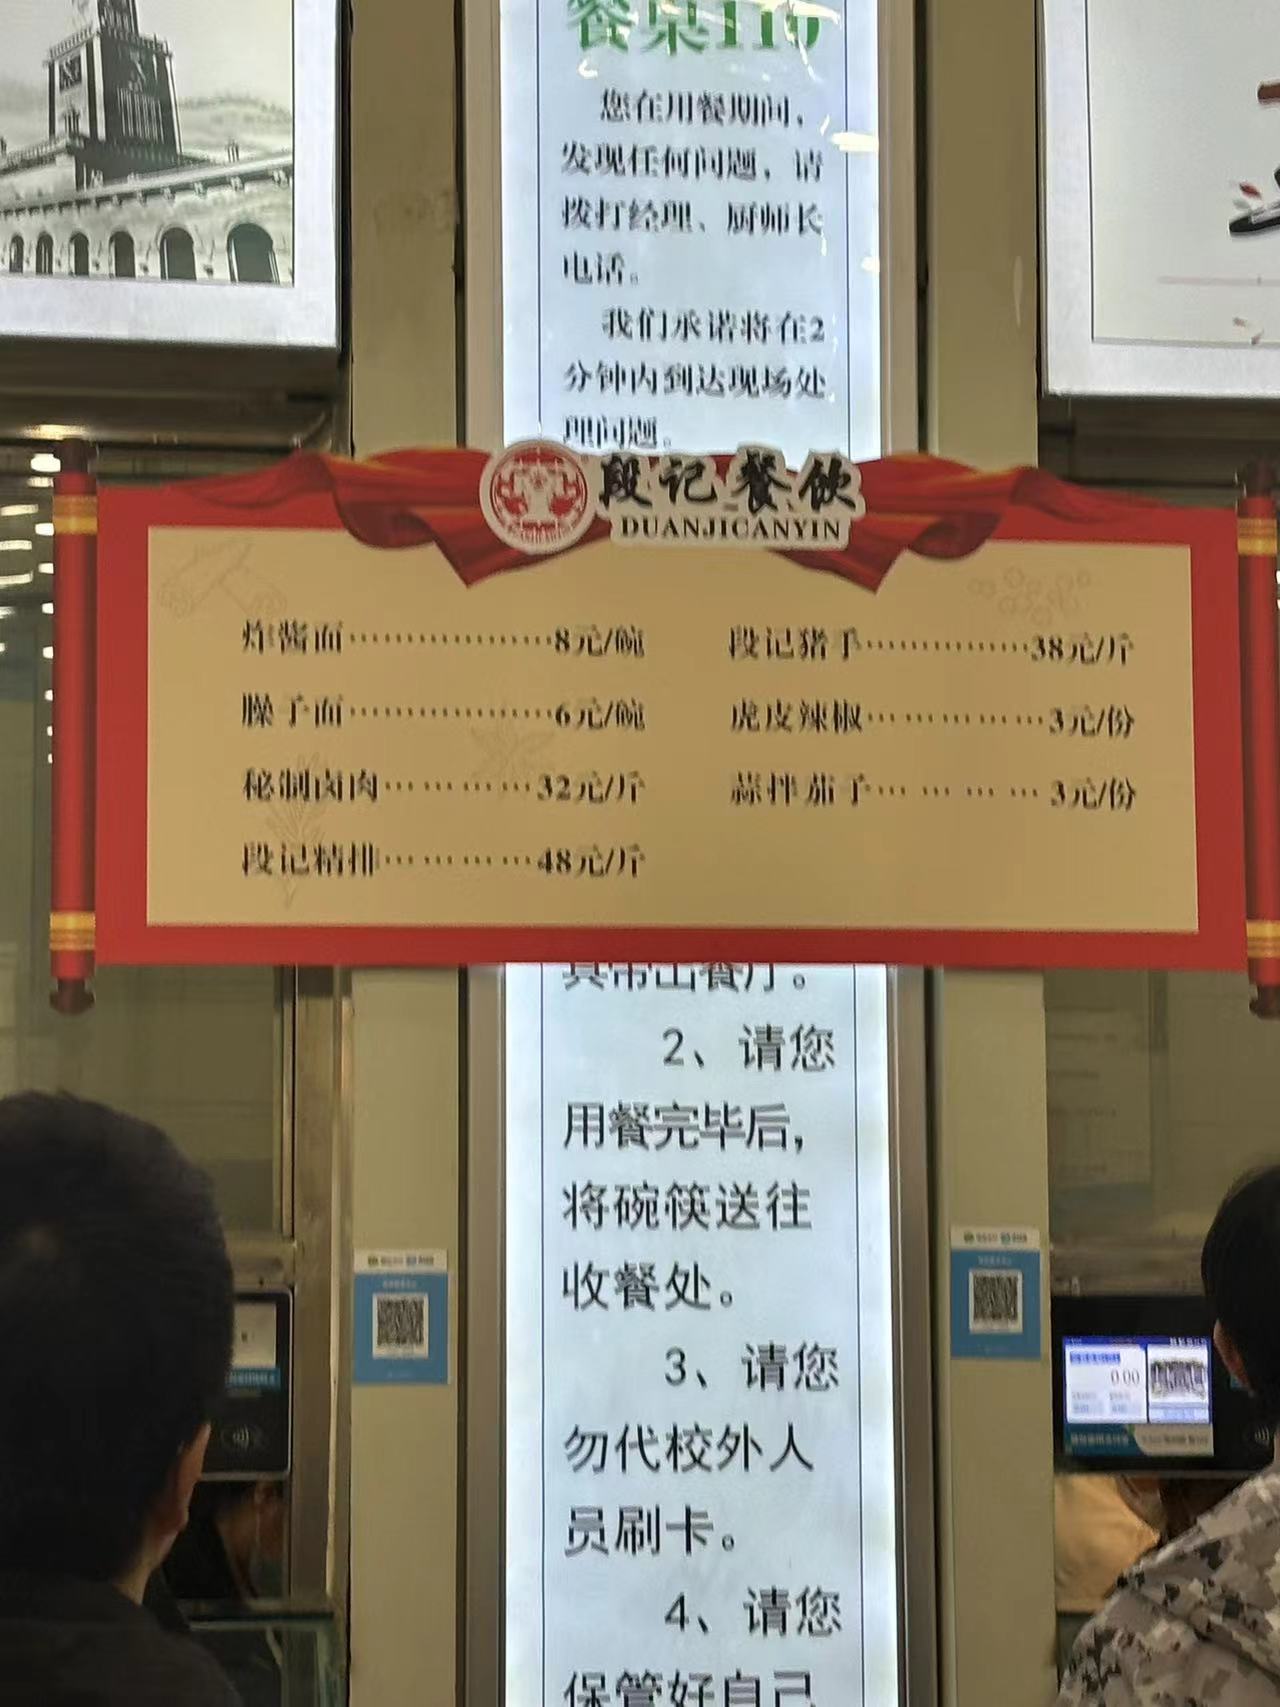 餐桌110
您在用餐期间，
发现任何问题，请
拨打经理、厨师长
电话。
我们承诺将在2
分钟内到达现场处
理问题。
段记餐饮
DUANJICANYIN
炸酱面··················8元/碗
臊子面··················6元/碗
秘制卤肉············32元/斤
段记精排············48元/斤
段记猪手···············38元/斤
虎皮辣椒···············3元/份
蒜拌茄子············3元/份
具带出餐厅。
2、请您
用餐完毕后，
将碗筷送往
收餐处。
3、请您
勿代校外人
员刷卡。
4、请您
保管好自己
0.00